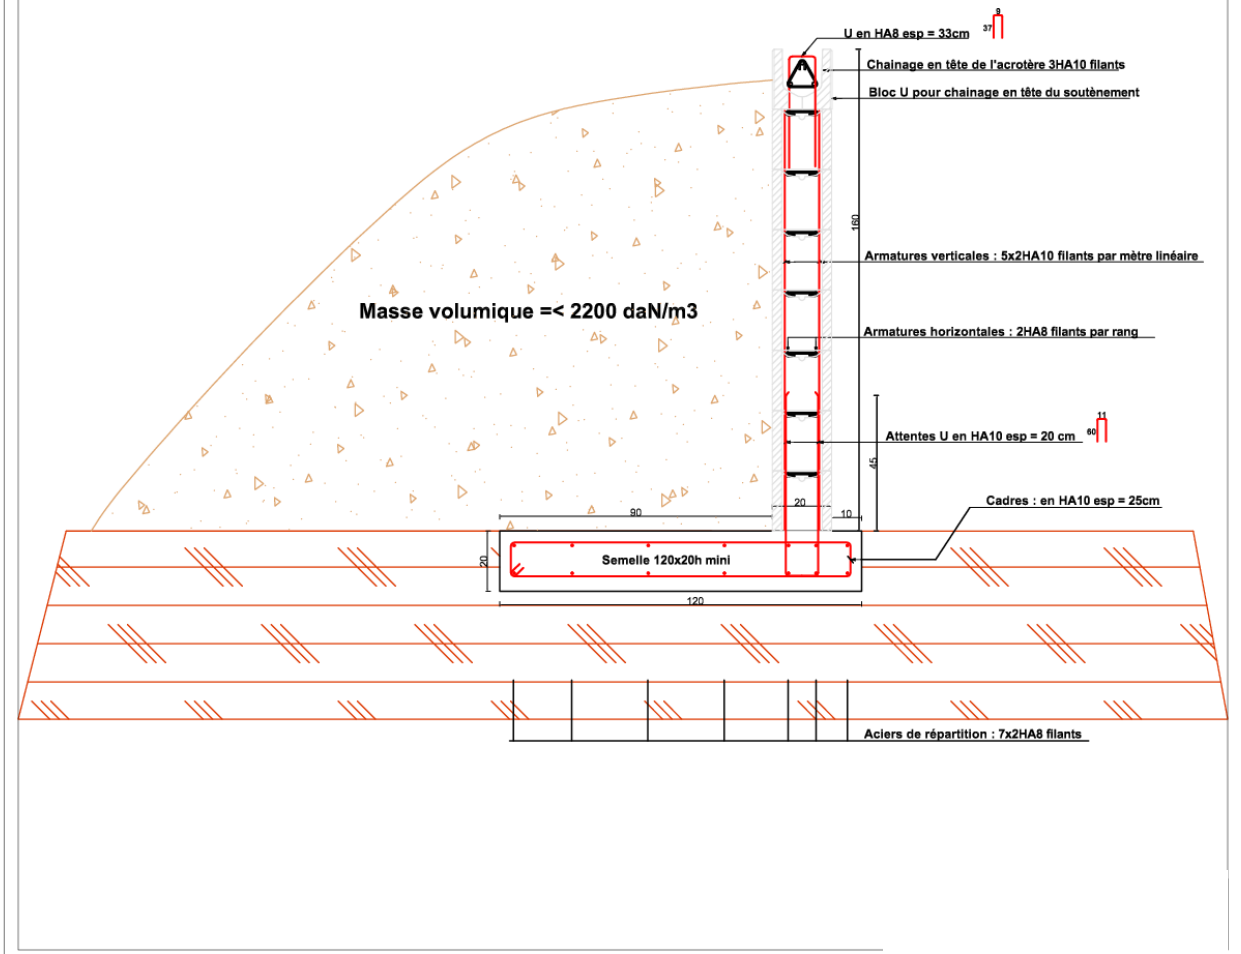 9
37
U en HA8 esp = 33cm
Chainage en tête de l'acrotère 3HA10 filants
Bloc U pour chainage en tête du soutènement
160
Armatures verticales : 5x2HA10 filants par mètre linéaire
Masse volumique =< 2200 daN/m3
Armatures horizontales : 2HA8 filants par rang
11
60
Attentes U en HA10 esp = 20 cm
45
Cadres : en HA10 esp = 25cm
20
90
10
20
Semelle 120x20h mini
120
Aciers de répartition : 7x2HA8 filants